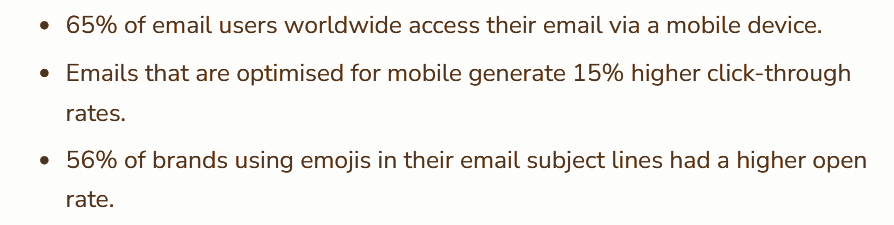 • 65% of email users worldwide access their email via a mobile device.
• Emails that are optimised for mobile generate 15% higher click-through
rates.
• 56% of brands using emojis in their email subject lines had a higher open
rate.